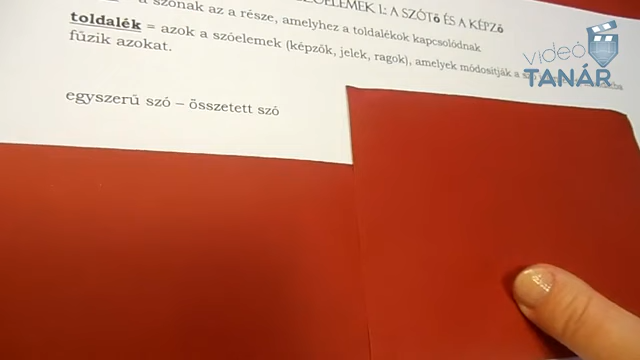 SZÓELEMEK I.: A SZÓTő ÉS A KÉPZő
a szónak az a része, amelyhez a toldalékok kapcsolódnak
toldalék = azok a szóelemek (képzők, jelek, ragok), amelyek módosítják a
fűzik azokat.
egyszerű szó – összetett szó
videó
TANÁR